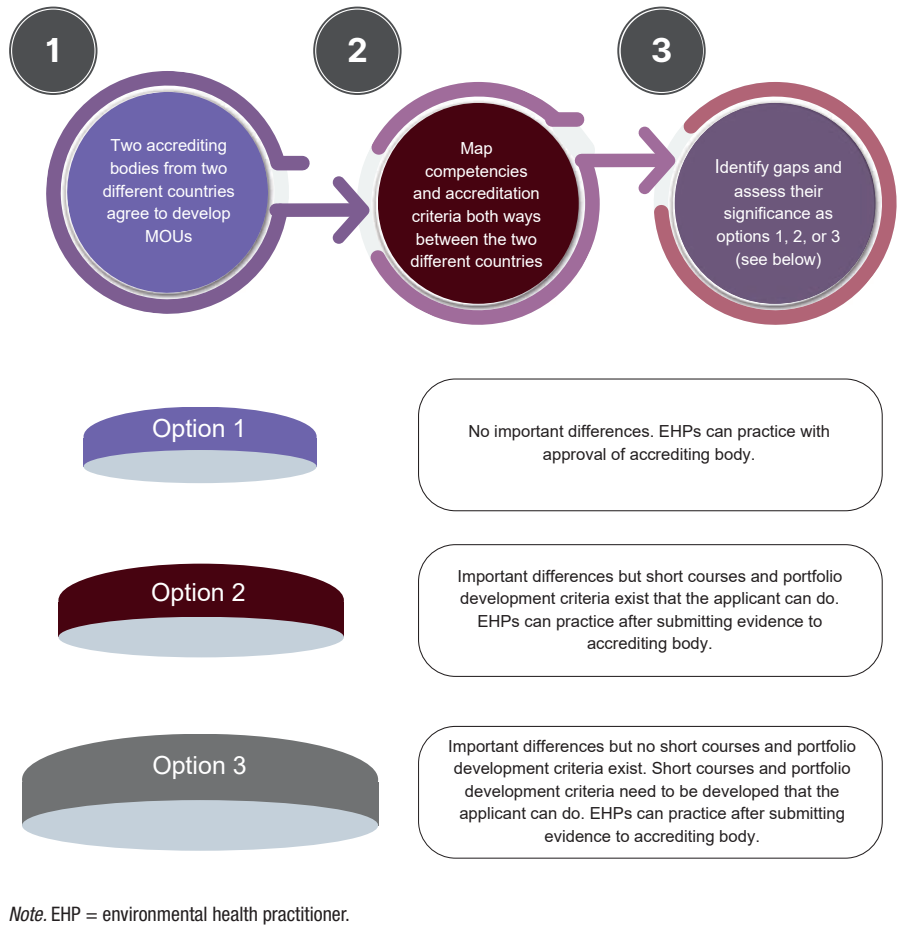 1
2
3
Two accrediting
bodies from two
different countries
agree to develop
MOUs
Map
competencies
and accreditation
criteria both ways
between the two
different countries
Identify gaps and
assess their
significance as
options 1, 2, or 3
(see below)
Option 1
No important differences. EHPs can practice with
approval of accrediting body.
Option 2
Important differences but short courses and portfolio
development criteria exist that the applicant can do.
EHPs can practice after submitting evidence to
accrediting body.
Option 3
Important differences but no short courses and portfolio
development criteria exist. Short courses and portfolio
development criteria need to be developed that the
applicant can do. EHPs can practice after submitting
evidence to accrediting body.
Note. EHP = environmental health practitioner.